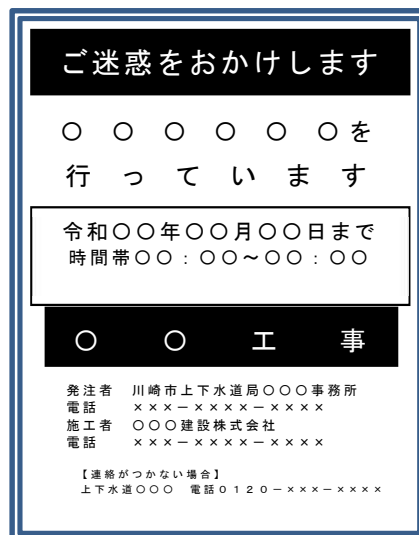 ご迷惑をおかけします
〇 〇 〇 〇 〇 〇を
行 っ て い ま す
令和〇〇年〇〇月〇〇日まで
時間帯〇〇：〇〇～〇〇：〇〇
〇 〇 工 事
発注者　川崎市上下水道局〇〇〇事務所
電話　×××－××××－××××
施工者　〇〇〇建設株式会社
電話　×××－××××－××××
【連絡がつかない場合】
上下水道〇〇〇　電話０１２０－×××－××××